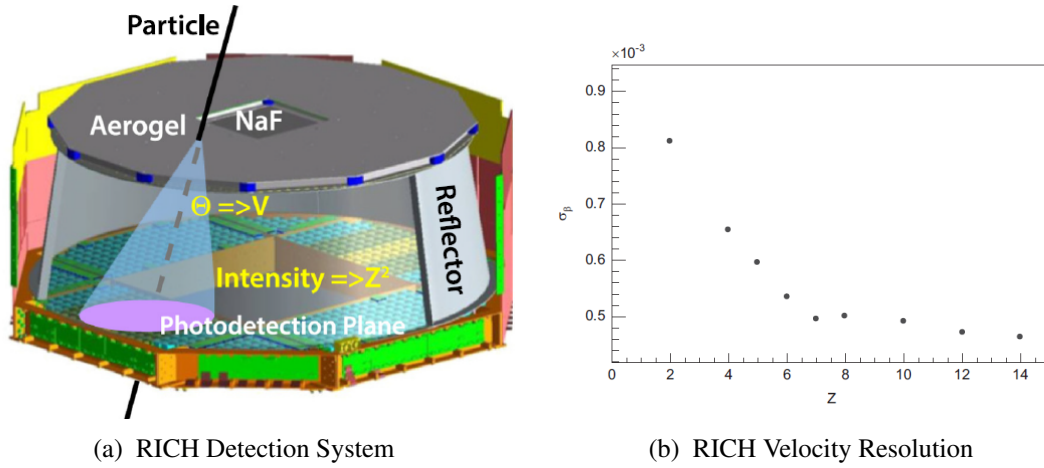 Particle
Aerogel
NaF
Θ =>V
Reflector
Intensity =>Z²
Photodetection Plane
(a) RICH Detection System
×10⁻³
0.9
0.8
0.7
0.6
0.5
σβ
0 2 4 6 8 10 12 14
Z
(b) RICH Velocity Resolution